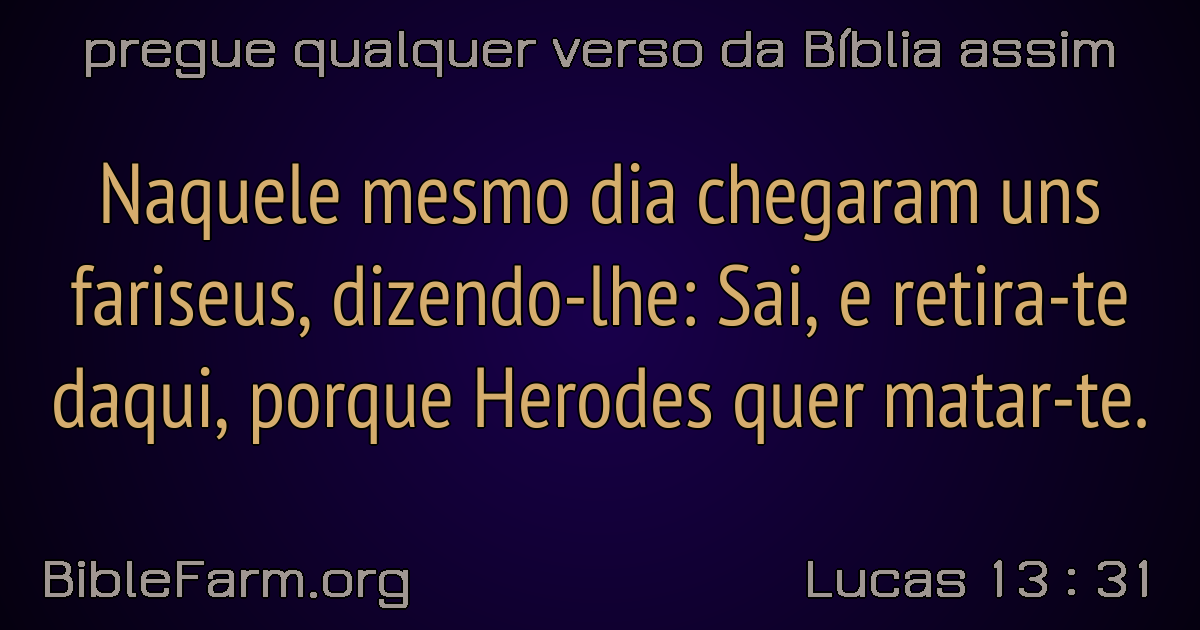 pregue qualquer verso da Bíblia assim
Naquele mesmo dia chegaram uns
fariseus, dizendo-lhe: Sai, e retira-te
daqui, porque Herodes quer matar-te.
BibleFarm.org
Lucas 13 : 31